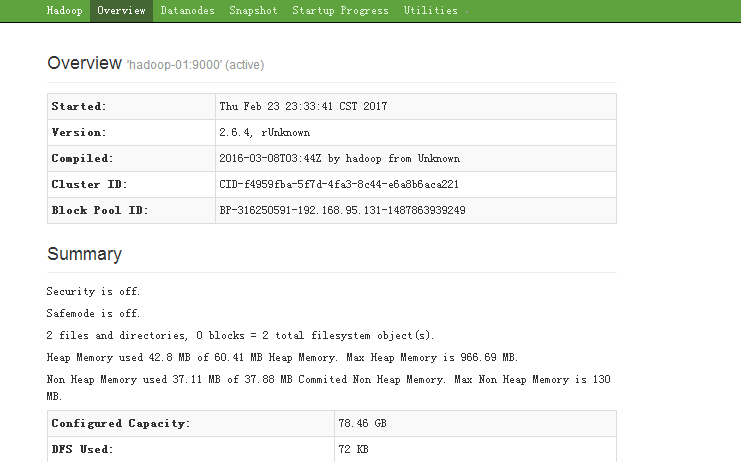 Hadoop Overview Datanodes Snapshot Startup Progress Utilities
Overview 'hadoop-01:9000' (active)
Started: Thu Feb 23 23:33:41 CST 2017
Version: 2.6.4, rUnknown
Compiled: 2016-03-08T03:44Z by hadoop from Unknown
Cluster ID: CID-f4959fba-5f7d-4fa3-8c44-e6a8b6aca221
Block Pool ID: BP-316250591-192.168.95.131-1487863939249
Summary
Security is off.
Safemode is off.
2 files and directories, 0 blocks = 2 total filesystem object(s).
Heap Memory used 42.8 MB of 60.41 MB Heap Memory. Max Heap Memory is 966.69 MB.
Non Heap Memory used 37.11 MB of 37.88 MB Commited Non Heap Memory. Max Non Heap Memory is 130
MB.
Configured Capacity: 78.46 GB
DFS Used: 72 KB